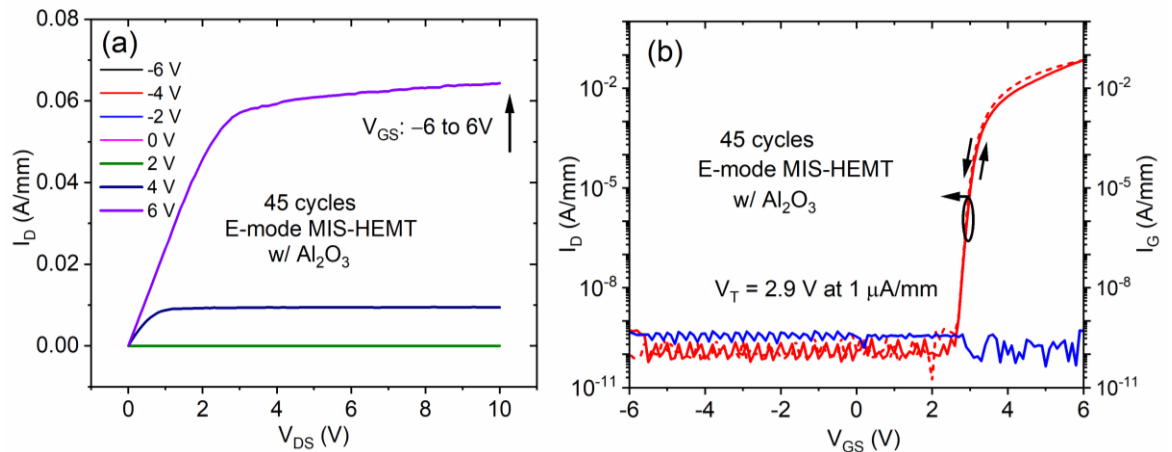 (a)
0.08
0.06
0.04
0.02
0.00
I_D (A/mm)
-6 V
-4 V
-2 V
0 V
2 V
4 V
6 V
V_GS: −6 to 6V
45 cycles
E-mode MIS-HEMT
w/ Al₂O₃
0 2 4 6 8 10
V_DS (V)
(b)
10⁻²
10⁻⁵
10⁻⁸
10⁻¹¹
I_D (A/mm)
45 cycles
E-mode MIS-HEMT
w/ Al₂O₃
V_T = 2.9 V at 1 μA/mm
10⁻²
10⁻⁵
10⁻⁸
10⁻¹¹
I_G (A/mm)
-6 -4 -2 0 2 4 6
V_GS (V)